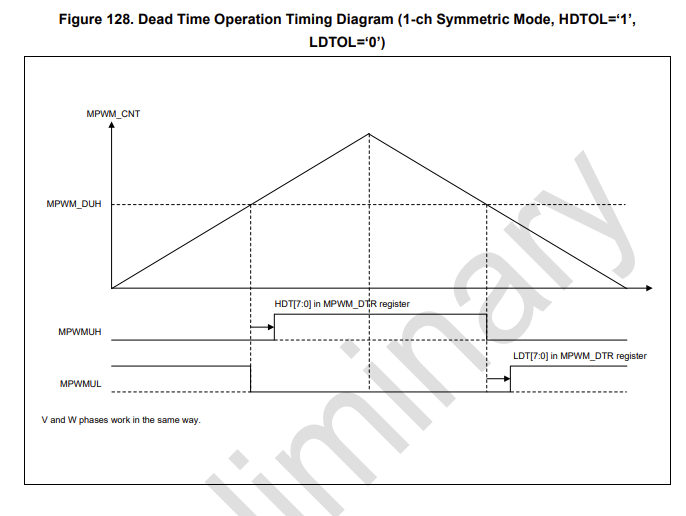 Figure 128. Dead Time Operation Timing Diagram (1-ch Symmetric Mode, HDTOL=‘1’,
LDTOL=‘0’)
MPWM_CNT
MPWM_DUH
HDT[7:0] in MPWM_DTR register
MPWMUH
LDT[7:0] in MPWM_DTR register
MPWMUL
V and W phases work in the same way.
liminary